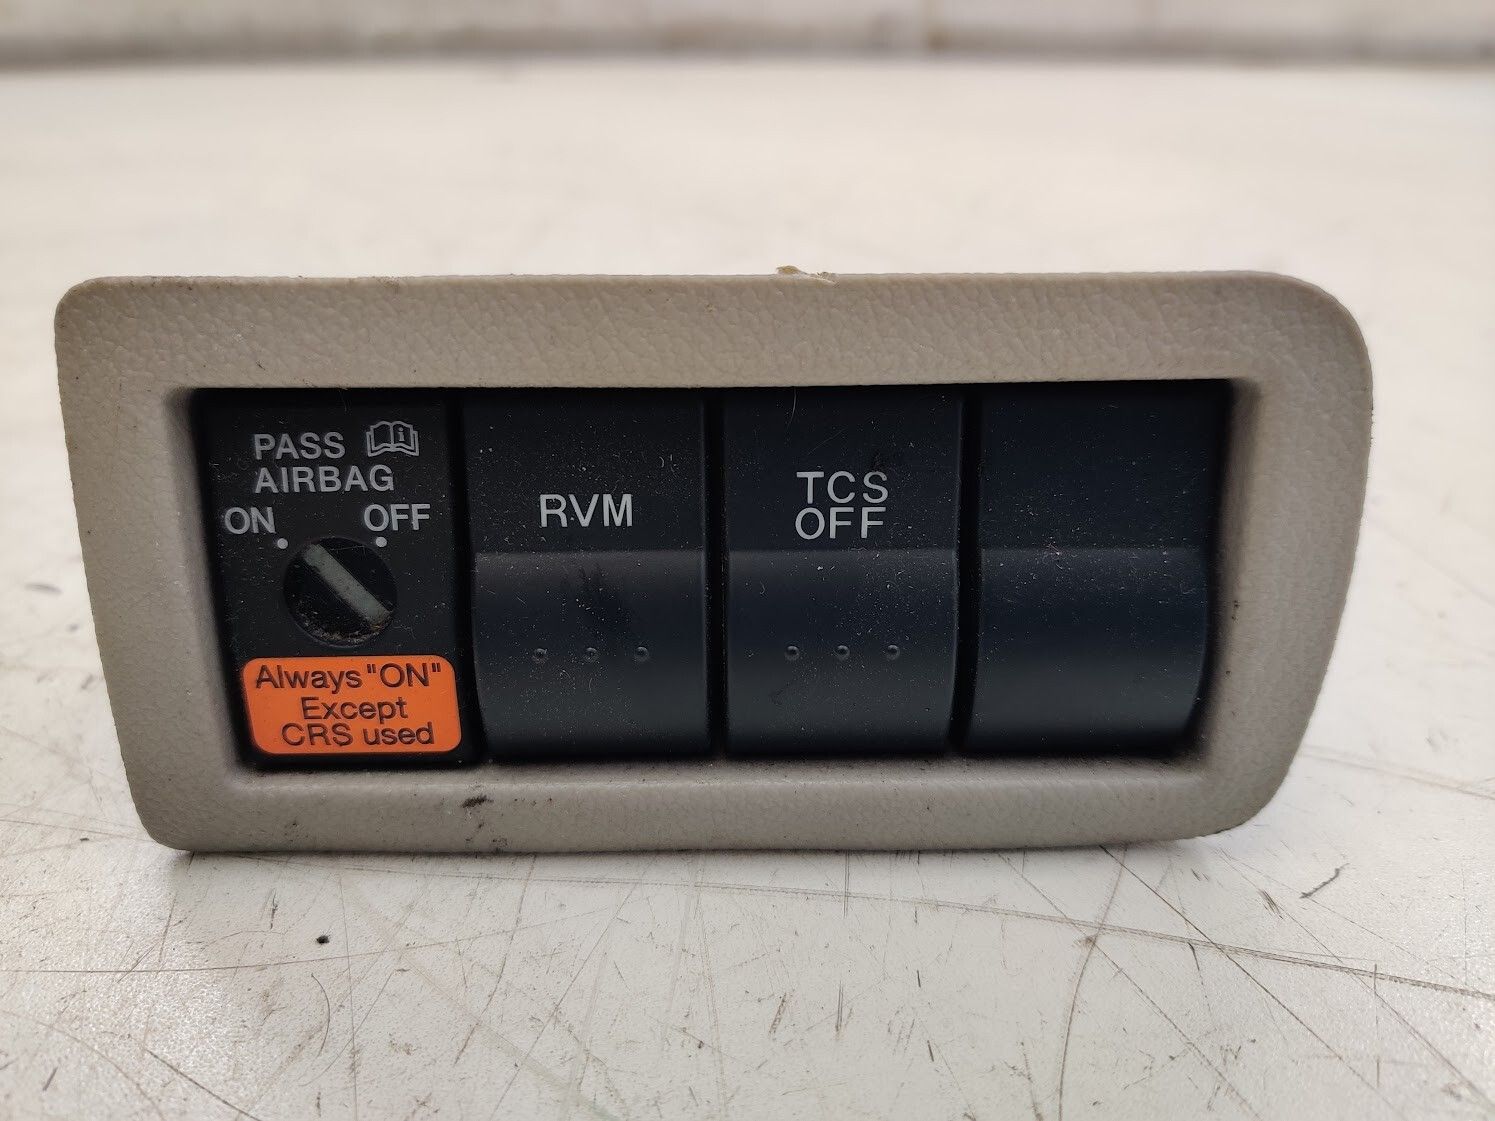 PASS
AIRBAG
ON OFF
Always "ON"
Except
CRS used
RVM
TCS
OFF